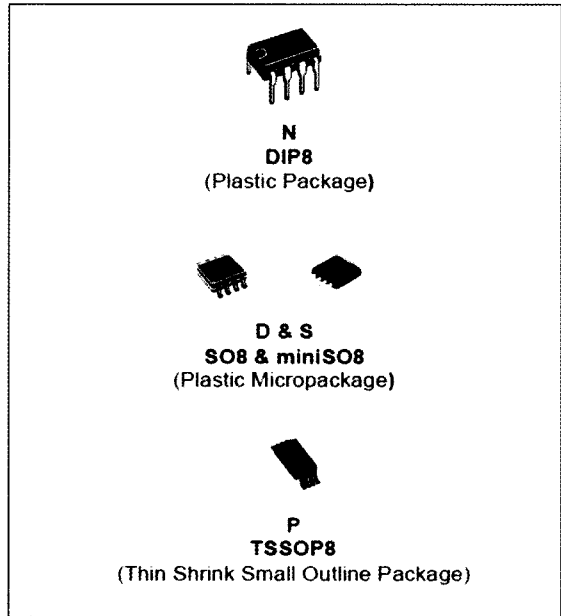 N
DIP8
(Plastic Package)
D & S
SO8 & miniSO8
(Plastic Micropackage)
P
TSSOP8
(Thin Shrink Small Outline Package)